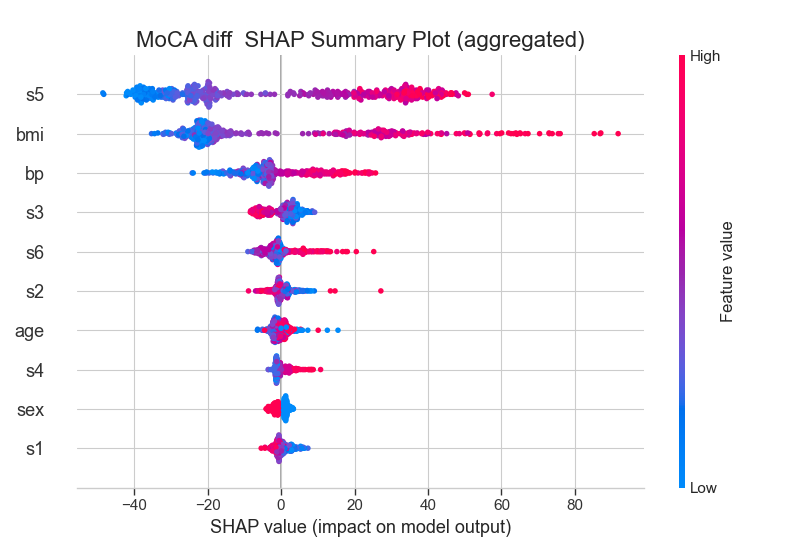 MoCA diff  SHAP Summary Plot (aggregated)
High
s5
bmi
bp
s3
s6
s2
age
s4
sex
s1
Feature value
Low
−40 −20 0 20 40 60 80
SHAP value (impact on model output)